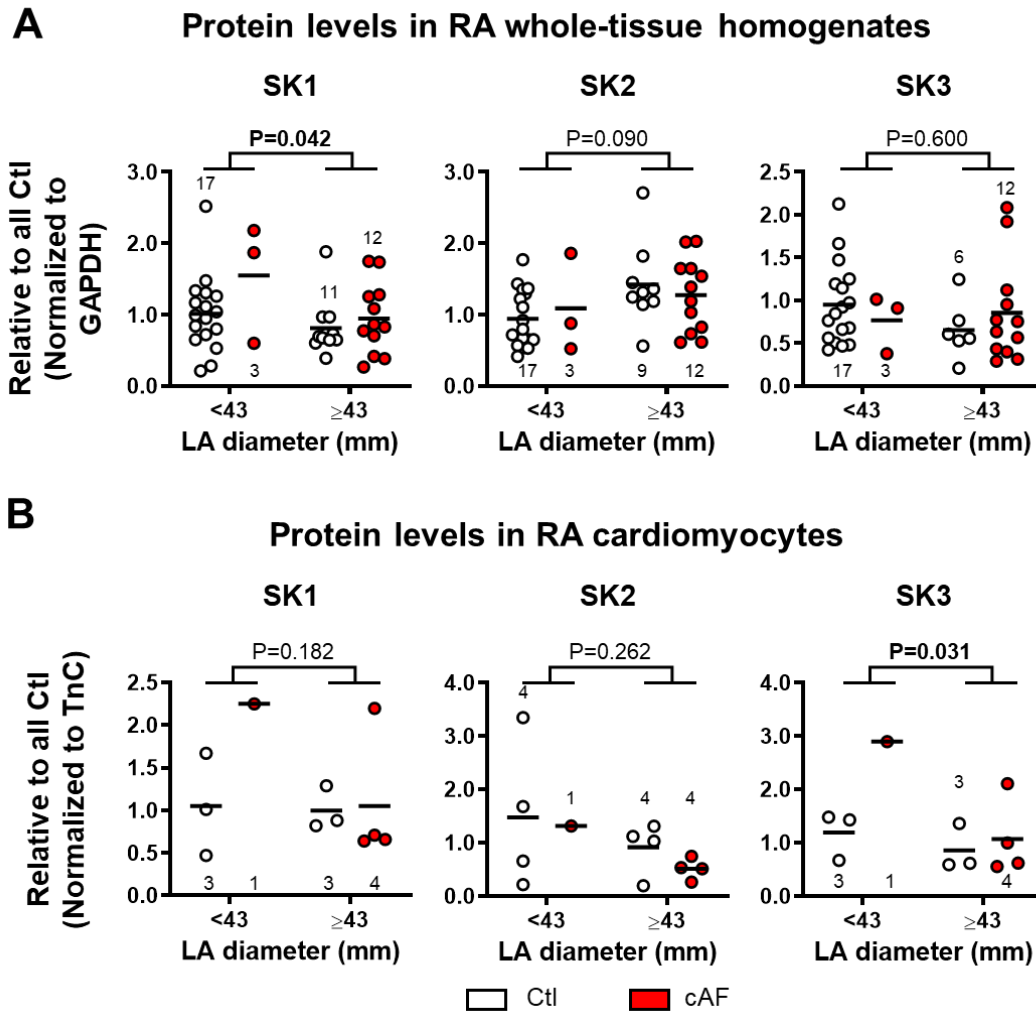 A
Protein levels in RA whole-tissue homogenates
SK1
SK2
SK3
P=0.042
P=0.090
P=0.600
Relative to all Ctl
(Normalized to
GAPDH)
3.0
2.0
1.0
0.0
17
3
11
12
<43
≥43
LA diameter (mm)
3.0
2.0
1.0
0.0
17
3
9
12
<43
≥43
LA diameter (mm)
2.5
2.0
1.5
1.0
0.5
0.0
17
3
6
12
<43
≥43
LA diameter (mm)
B
Protein levels in RA cardiomyocytes
SK1
SK2
SK3
P=0.182
P=0.262
P=0.031
Relative to all Ctl
(Normalized to TnC)
2.5
2.0
1.5
1.0
0.5
0.0
3
1
3
4
<43
≥43
LA diameter (mm)
4.0
3.0
2.0
1.0
0.0
4
1
4
4
<43
≥43
LA diameter (mm)
4.0
3.0
2.0
1.0
0.0
3
1
3
4
<43
≥43
LA diameter (mm)
Ctl
cAF